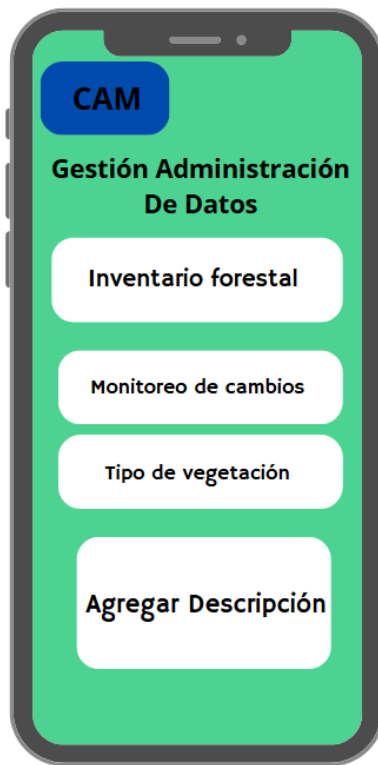 CAM
Gestión Administración
De Datos
Inventario forestal
Monitoreo de cambios
Tipo de vegetación
Agregar Descripción